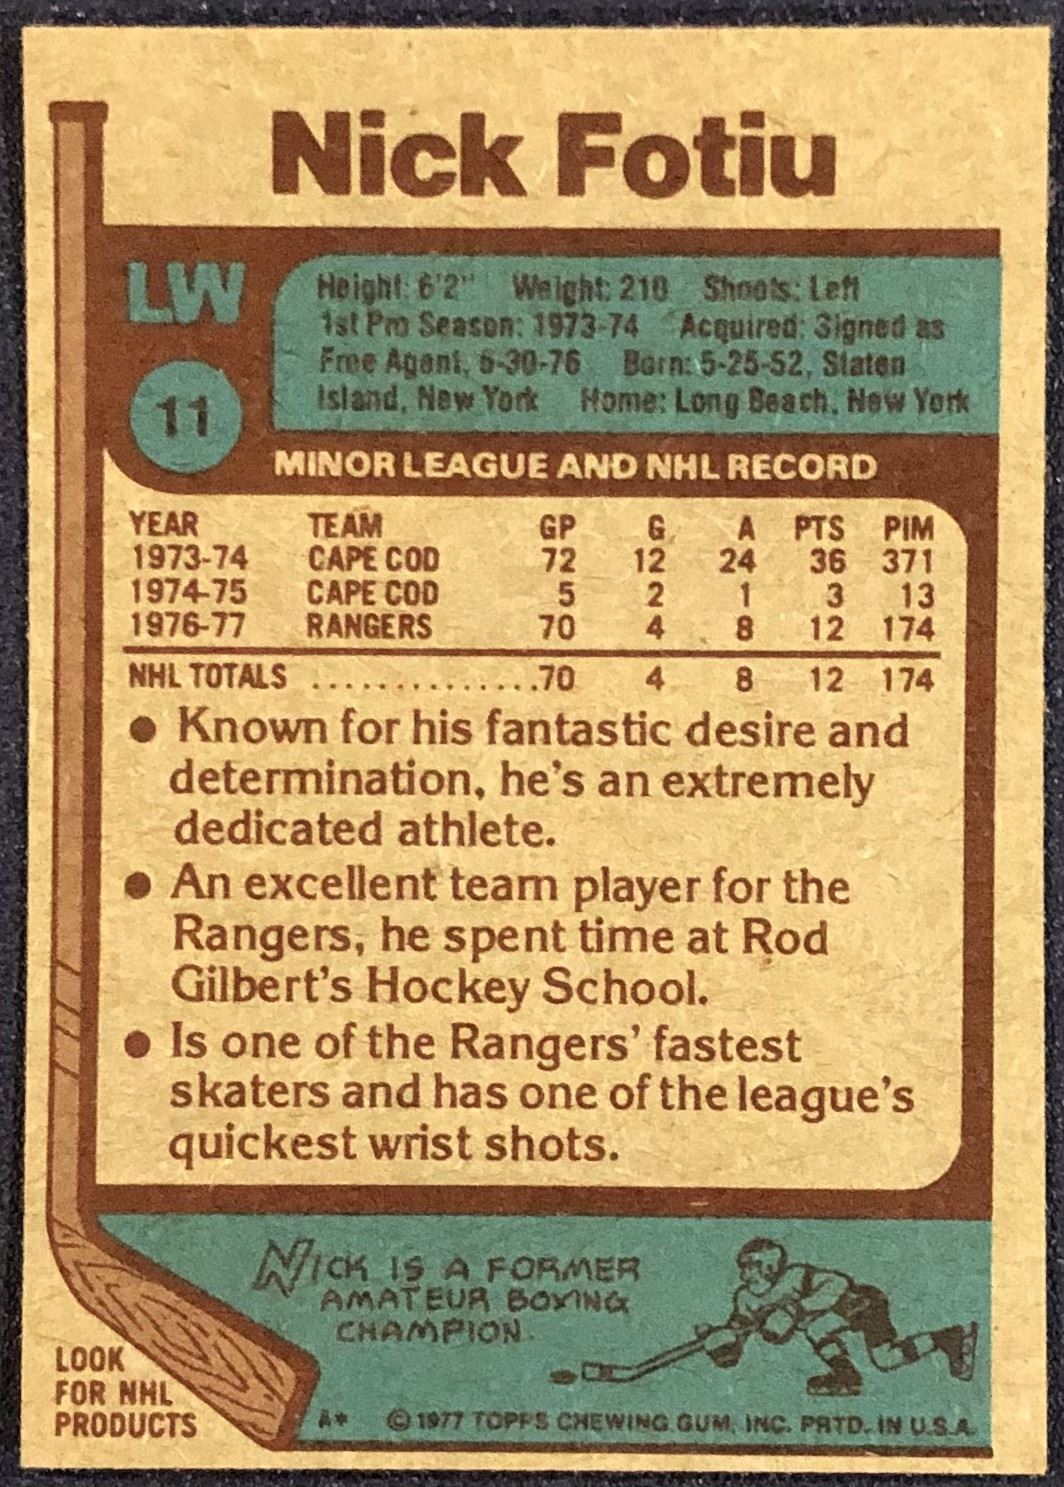 Nick Fotiu
LW
11
Height: 6'2" Weight: 210 Shoots: Left
1st Pro Season: 1973-74 Acquired: Signed as
Free Agent, 6-30-76 Born: 5-25-52, Staten
Island, New York Home: Long Beach, New York
MINOR LEAGUE AND NHL RECORD
YEAR TEAM GP G A PTS PIM
1973-74 CAPE COD 72 12 24 36 371
1974-75 CAPE COD 5 2 1 3 13
1976-77 RANGERS 70 4 8 12 174
NHL TOTALS ..............70 4 8 12 174
● Known for his fantastic desire and
determination, he's an extremely
dedicated athlete.
● An excellent team player for the
Rangers, he spent time at Rod
Gilbert's Hockey School.
● Is one of the Rangers' fastest
skaters and has one of the league's
quickest wrist shots.
NICK IS A FORMER
AMATEUR BOXING
CHAMPION.
LOOK
FOR NHL
PRODUCTS
A* © 1977 TOPPS CHEWING GUM, INC. PRTD. IN U.S.A.